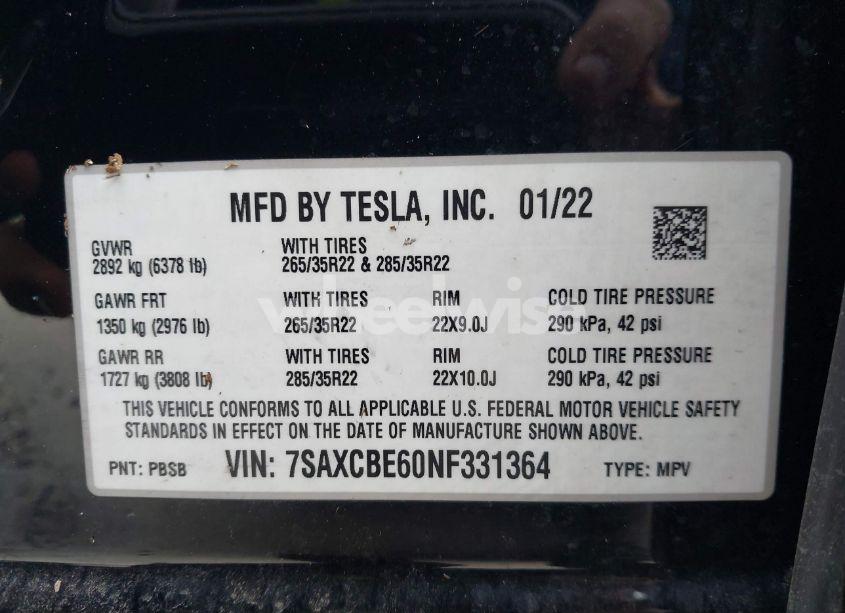 MFD BY TESLA, INC. 01/22
GVWR WITH TIRES
2892 kg (6378 lb) 265/35R22 & 285/35R22
GAWR FRT WITH TIRES RIM COLD TIRE PRESSURE
1350 kg (2976 lb) 265/35R22 22X9.0J 290 kPa, 42 psi
GAWR RR WITH TIRES RIM COLD TIRE PRESSURE
1727 kg (3808 lb) 285/35R22 22X10.0J 290 kPa, 42 psi
THIS VEHICLE CONFORMS TO ALL APPLICABLE U.S. FEDERAL MOTOR VEHICLE SAFETY
STANDARDS IN EFFECT ON THE DATE OF MANUFACTURE SHOWN ABOVE.
PNT: PBSB VIN: 7SAXCBE60NF331364 TYPE: MPV